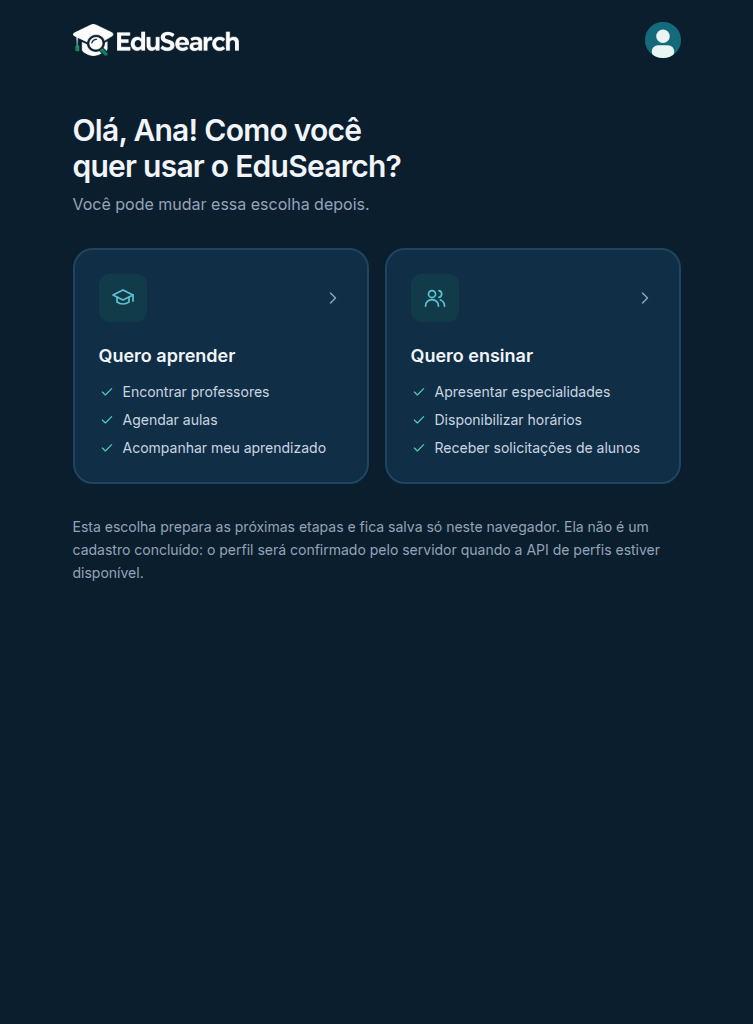 EduSearch
Olá, Ana! Como você
quer usar o EduSearch?
Você pode mudar essa escolha depois.
Quero aprender
Encontrar professores
Agendar aulas
Acompanhar meu aprendizado
Quero ensinar
Apresentar especialidades
Disponibilizar horários
Receber solicitações de alunos
Esta escolha prepara as próximas etapas e fica salva só neste navegador. Ela não é um
cadastro concluído: o perfil será confirmado pelo servidor quando a API de perfis estiver
disponível.